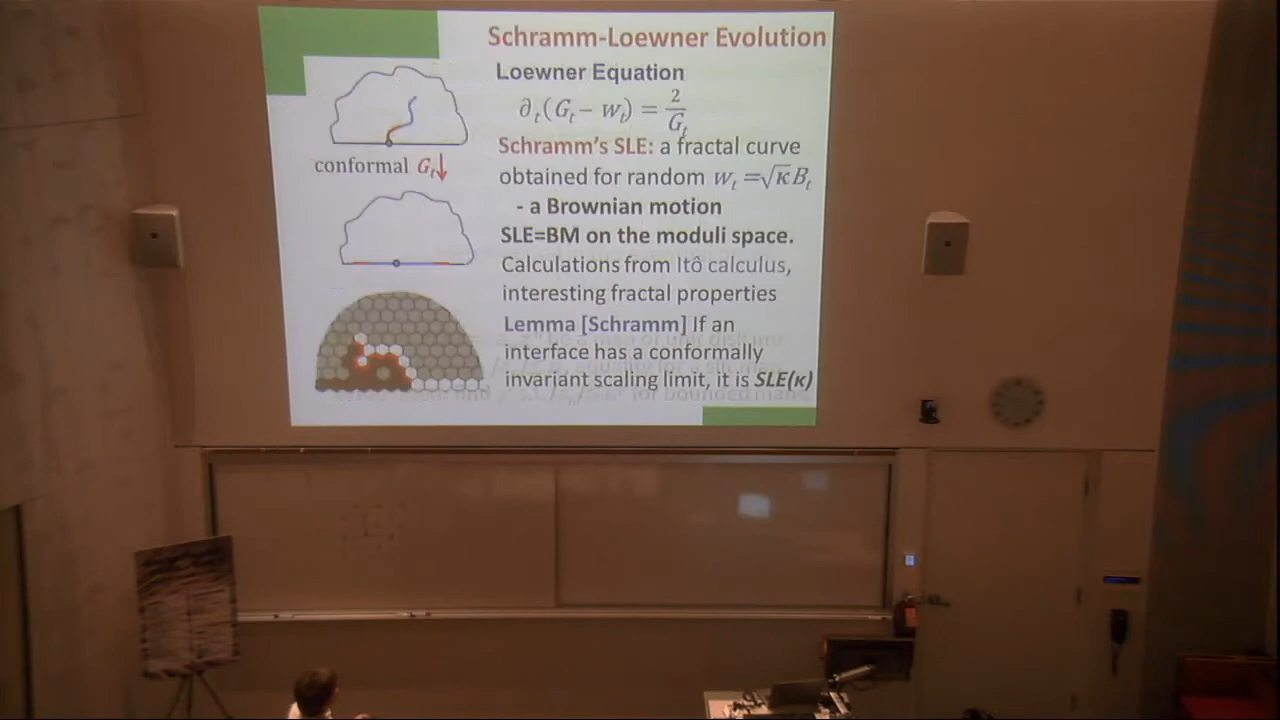 Schramm-Loewner Evolution
Loewner Equation
∂ₜ(Gₜ − wₜ) = 2/Gₜ
conformal Gₜ↓
Schramm's SLE: a fractal curve
obtained for random wₜ=√κBₜ
- a Brownian motion
SLE=BM on the moduli space.
Calculations from Itô calculus,
interesting fractal properties
Lemma [Schramm] If an
interface has a conformally
invariant scaling limit, it is SLE(κ)